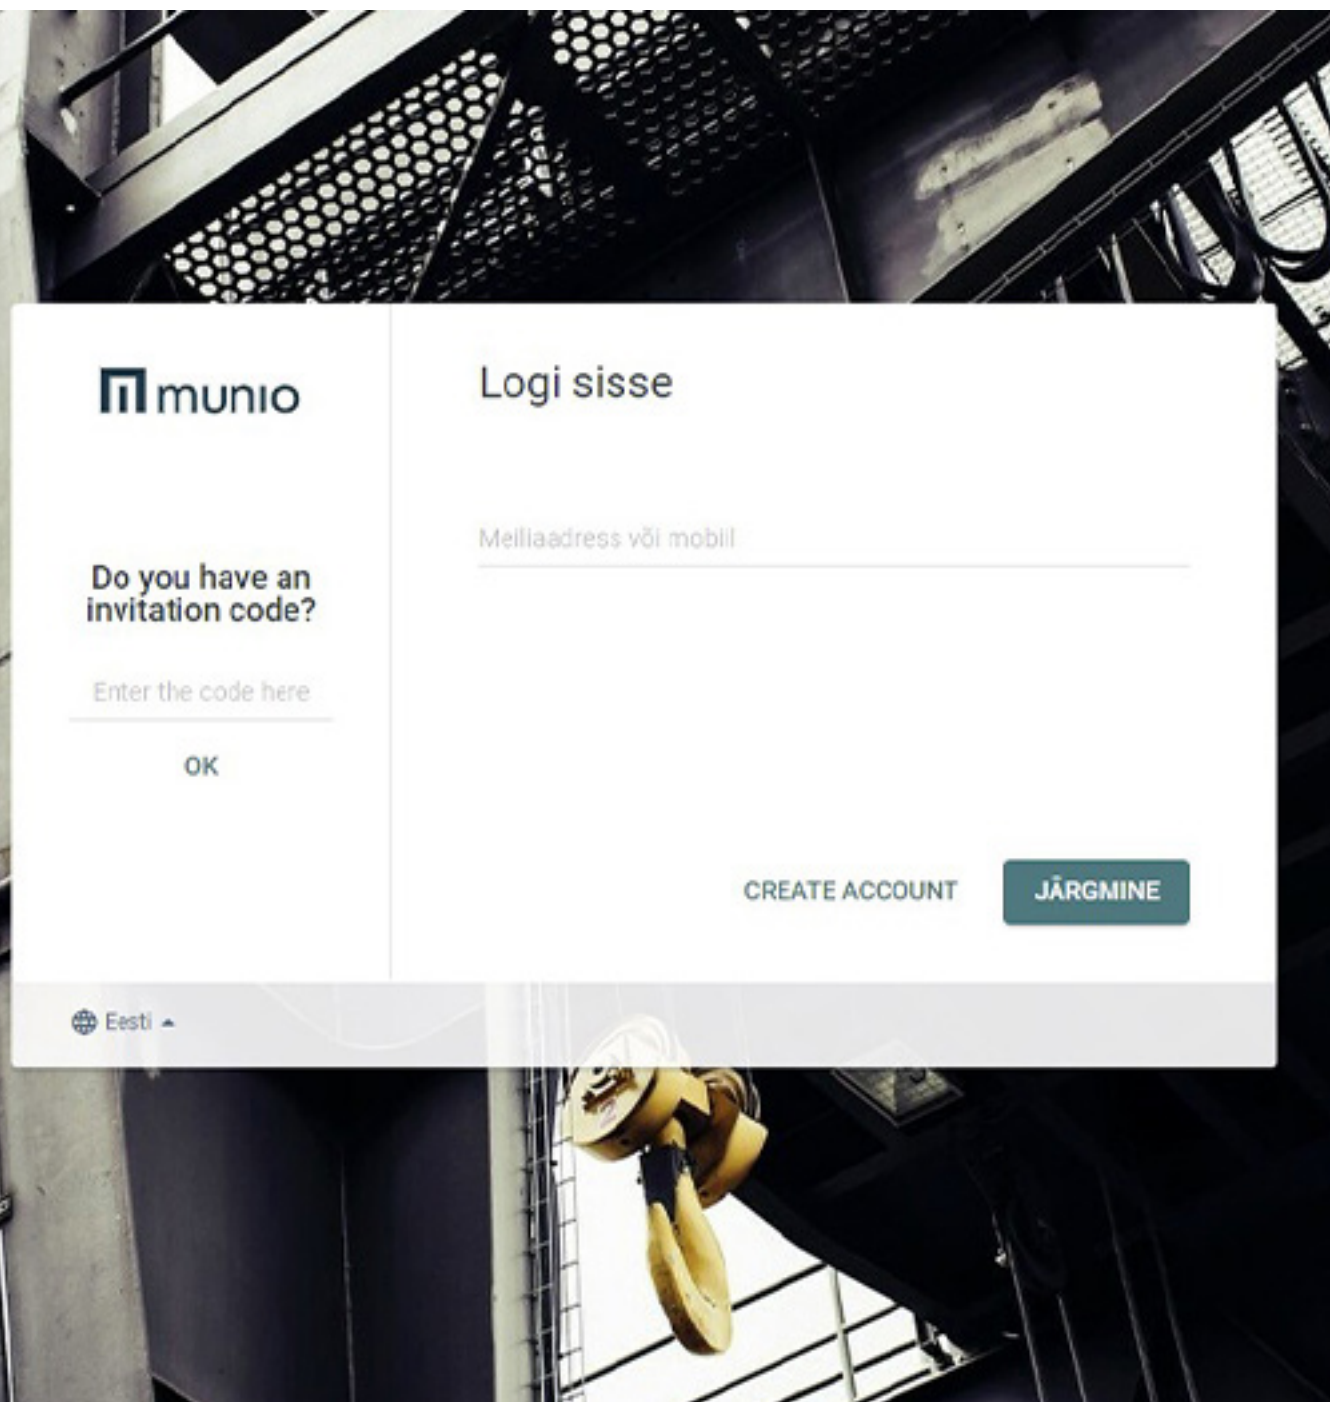 munio
Do you have an
invitation code?
Enter the code here
OK
Logi sisse
Meiliaadress või mobiil
CREATE ACCOUNT
JÄRGMINE
Eesti